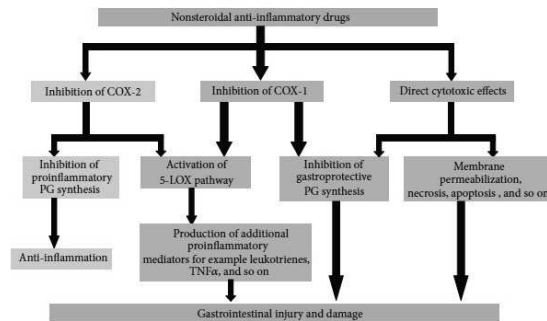 Nonsteroidal anti-inflammatory drugs
Inhibition of COX-2
Inhibition of COX-1
Direct cytotoxic effects
Inhibition of
proinflammatory
PG synthesis
Activation of
5-LOX pathway
Inhibition of
gastroprotective
PG synthesis
Membrane
permeabilization,
necrosis, apoptosis , and so on
Anti-inflammation
Production of additional
proinflammatory
mediators for example leukotrienes,
TNFα, and so on
Gastrointestinal injury and damage